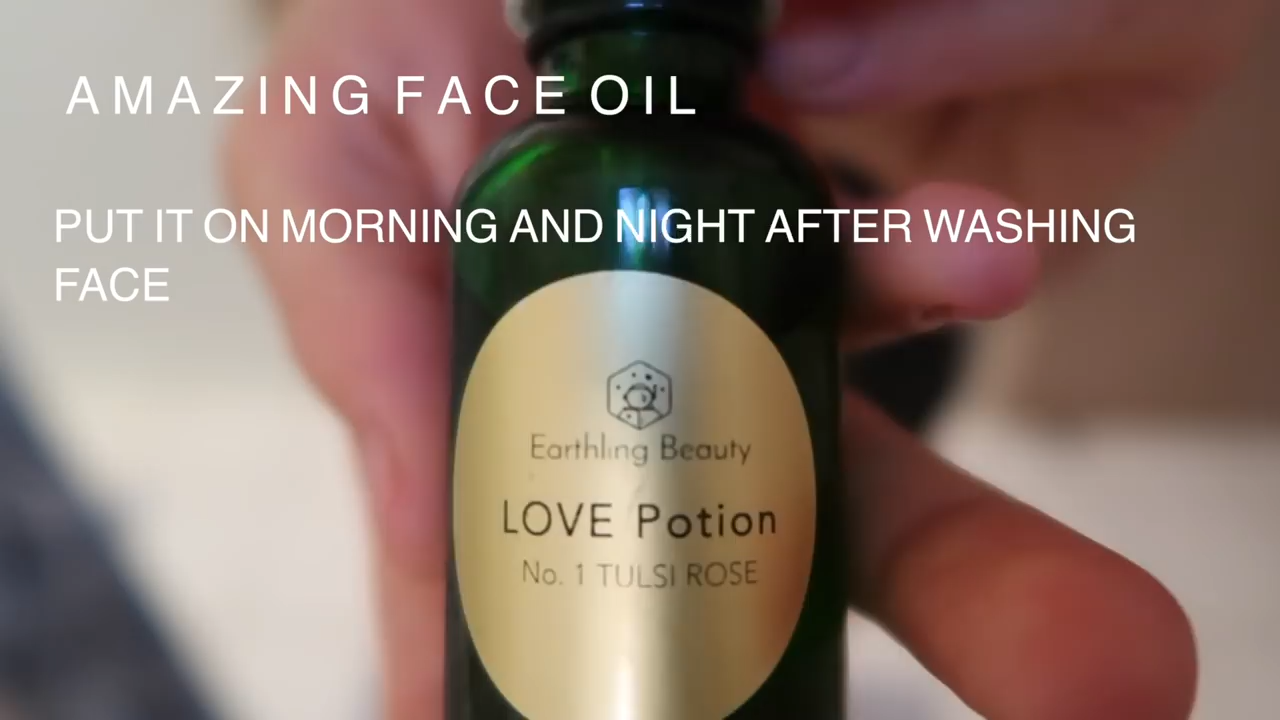 AMAZING FACE OIL
PUT IT ON MORNING AND NIGHT AFTER WASHING
FACE
Earthling Beauty
LOVE Potion
No. 1 TULSI ROSE